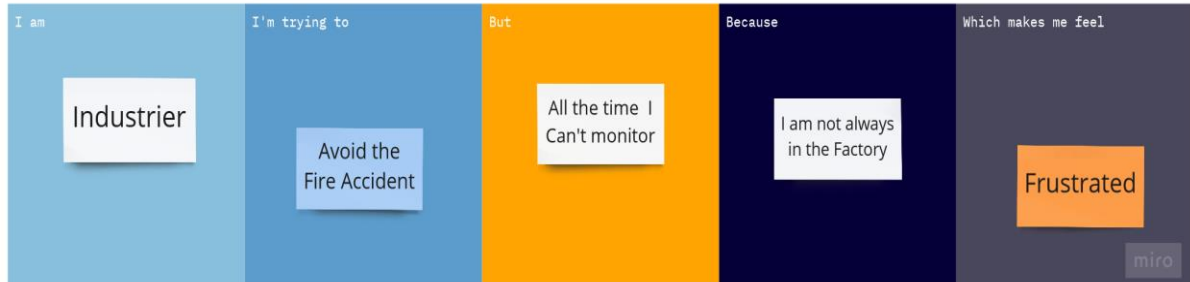 I am
Industrier
I'm trying to
Avoid the
Fire Accident
But
All the time I
Can't monitor
Because
I am not always
in the Factory
Which makes me feel
Frustrated
miro